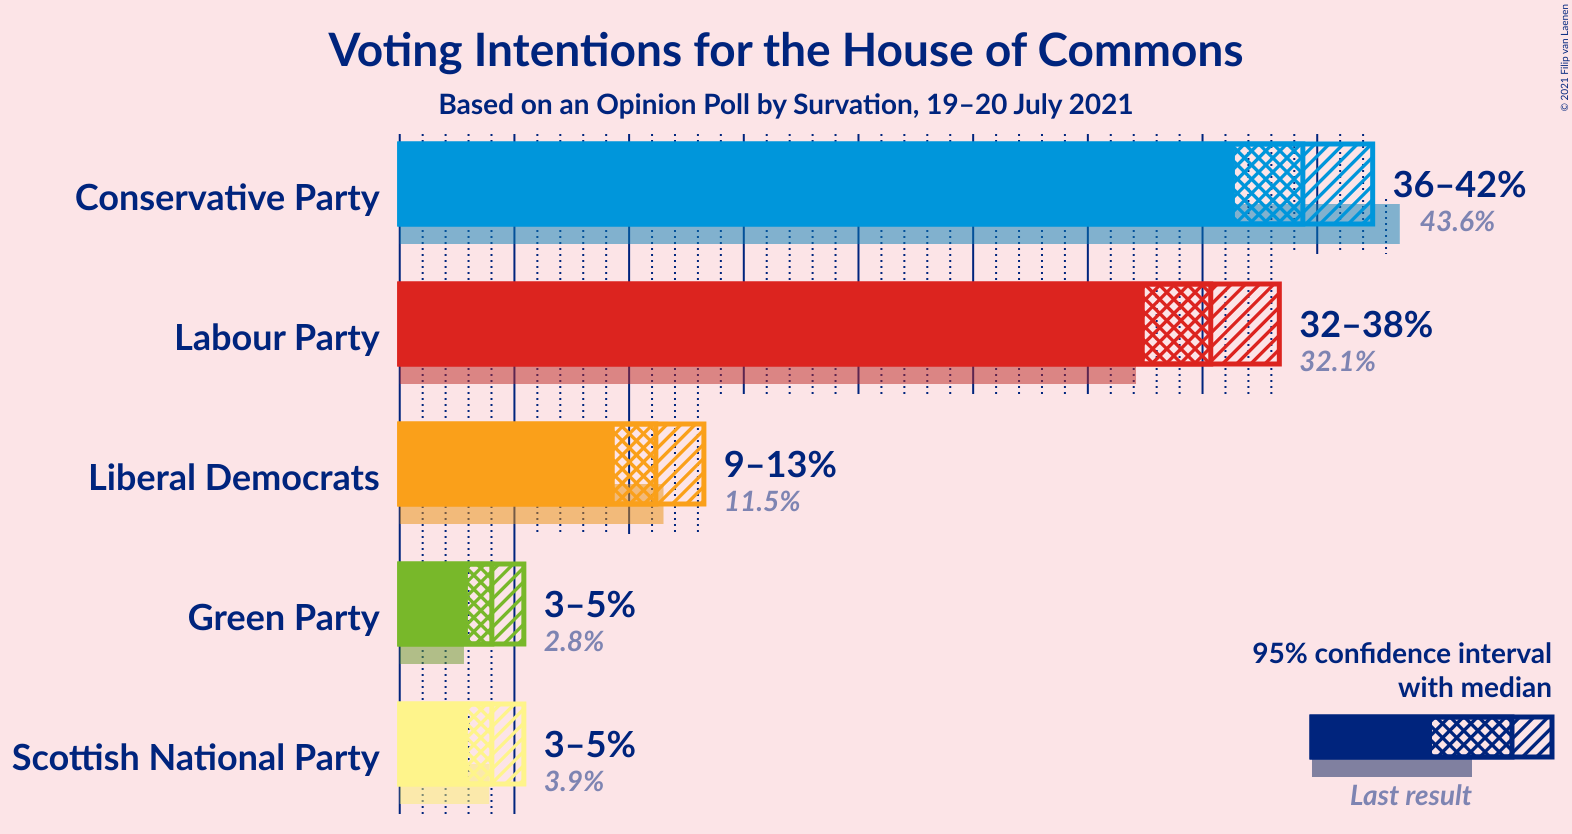 Voting Intentions for the House of Commons
Based on an Opinion Poll by Survation, 19–20 July 2021
© 2021 Filip van Laenen
Conservative Party
36–42%
43.6%
Labour Party
32–38%
32.1%
Liberal Democrats
9–13%
11.5%
Green Party
3–5%
2.8%
Scottish National Party
3–5%
3.9%
95% confidence interval
with median
Last result